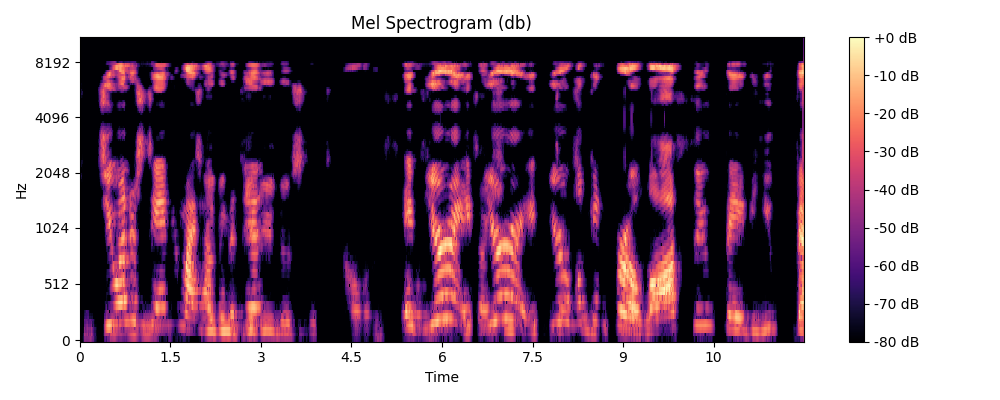 Mel Spectrogram (db)
8192
4096
2048
1024
512
0
Hz
0 1.5 3 4.5 6 7.5 9 10
Time
+0 dB
-10 dB
-20 dB
-30 dB
-40 dB
-50 dB
-60 dB
-70 dB
-80 dB